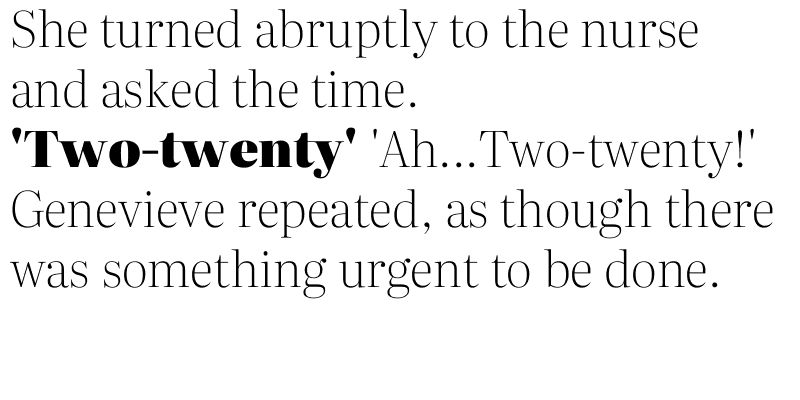 She turned abruptly to the nurse
and asked the time.
'Two-twenty' 'Ah...Two-twenty!'
Genevieve repeated, as though there
was something urgent to be done.